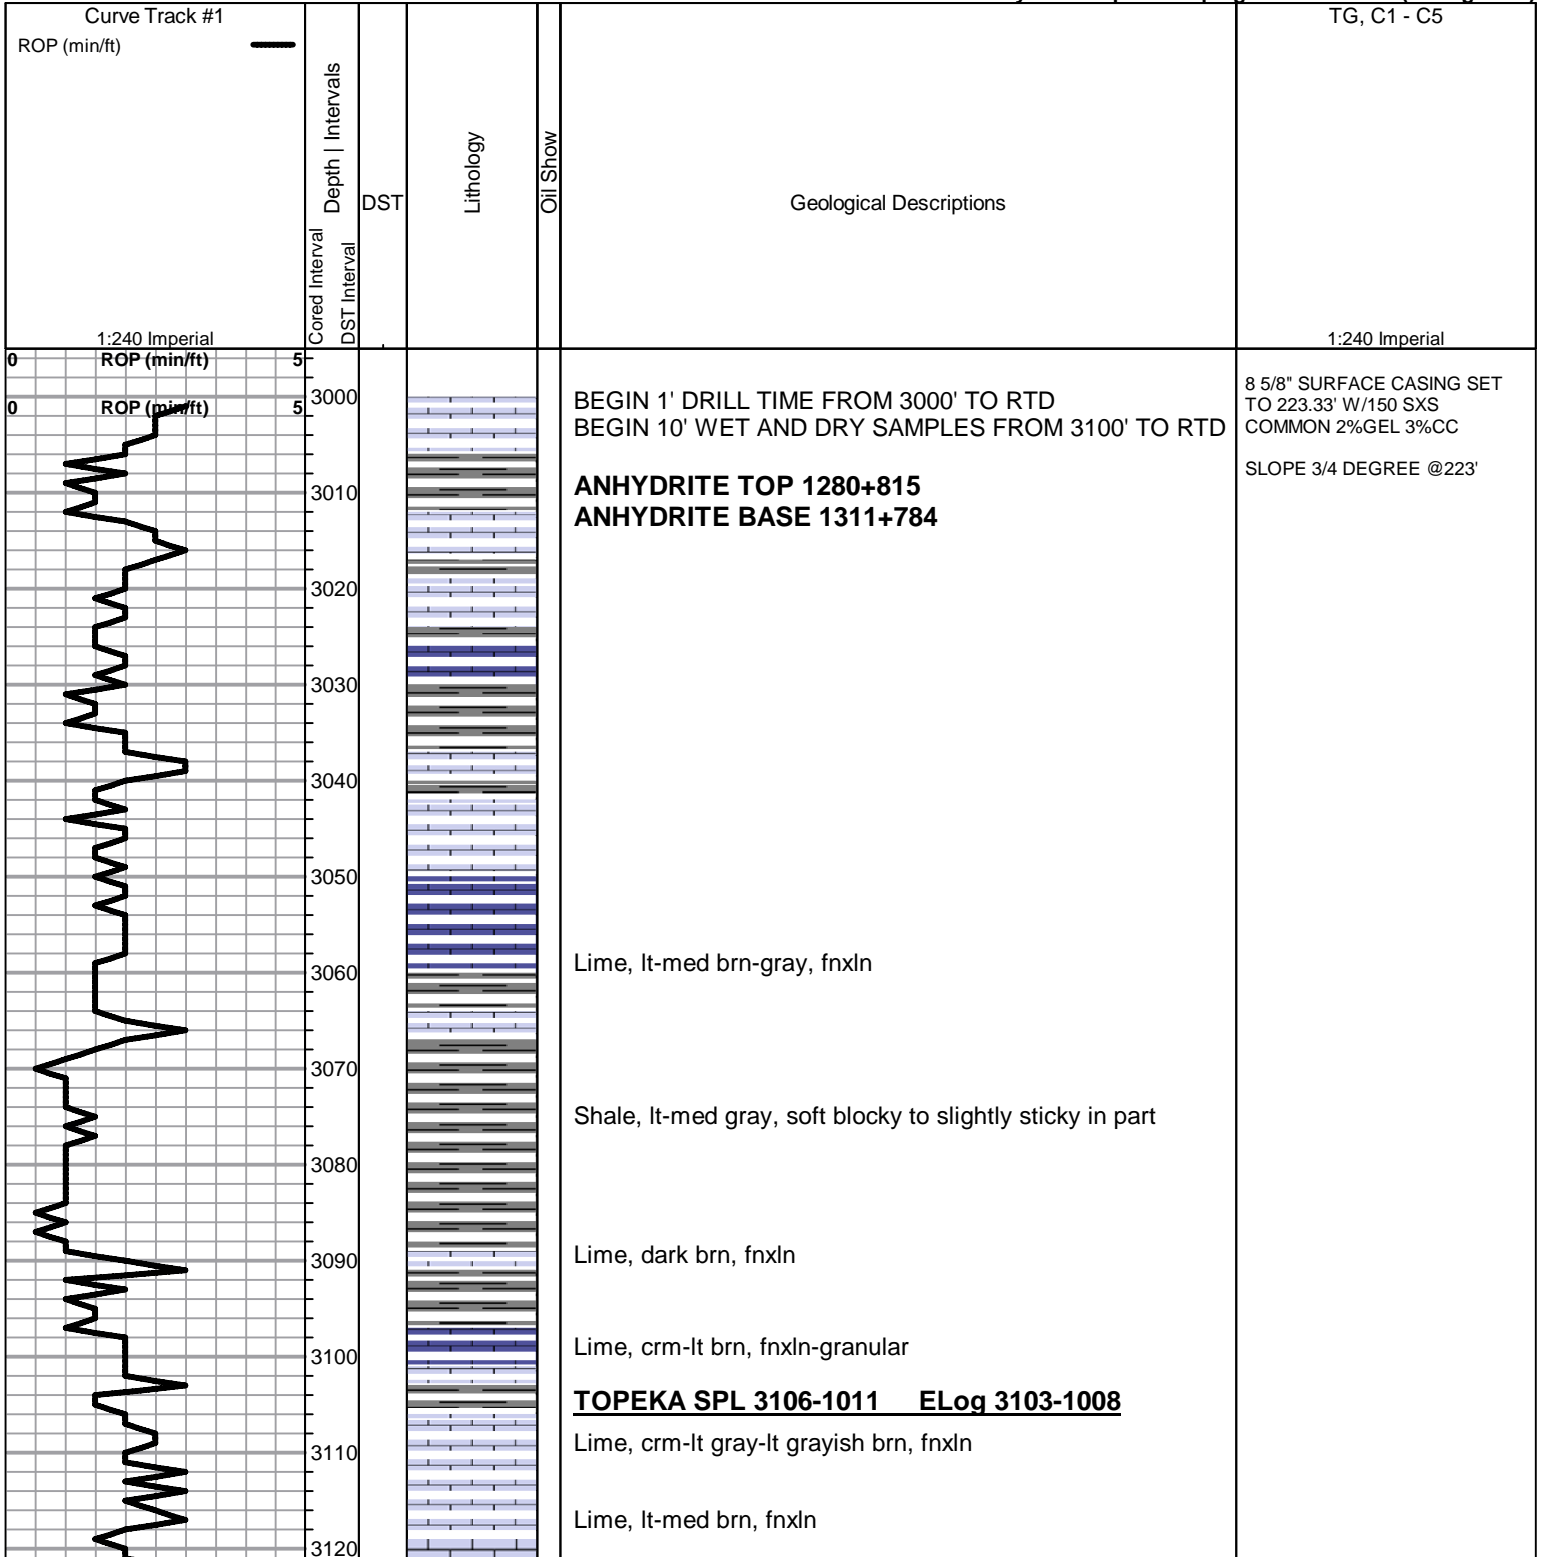 Curve Track #1
ROP (min/ft)
1:240 Imperial
Depth | Intervals
Cored Interval
DST Interval
DST
Lithology
Oil Show
Geological Descriptions
TG, C1 - C5
1:240 Imperial
0 ROP (min/ft) 5
0 ROP (min/ft) 5
3000
3010
3020
3030
3040
3050
3060
3070
3080
3090
3100
3110
3120
BEGIN 1' DRILL TIME FROM 3000' TO RTD
BEGIN 10' WET AND DRY SAMPLES FROM 3100' TO RTD
ANHYDRITE TOP 1280+815
ANHYDRITE BASE 1311+784
Lime, lt-med brn-gray, fnxln
Shale, lt-med gray, soft blocky to slightly sticky in part
Lime, dark brn, fnxln
Lime, crm-lt brn, fnxln-granular
TOPEKA SPL 3106-1011 ELog 3103-1008
Lime, crm-lt gray-lt grayish brn, fnxln
Lime, lt-med brn, fnxln
8 5/8" SURFACE CASING SET
TO 223.33' W/150 SXS
COMMON 2%GEL 3%CC
SLOPE 3/4 DEGREE @223'